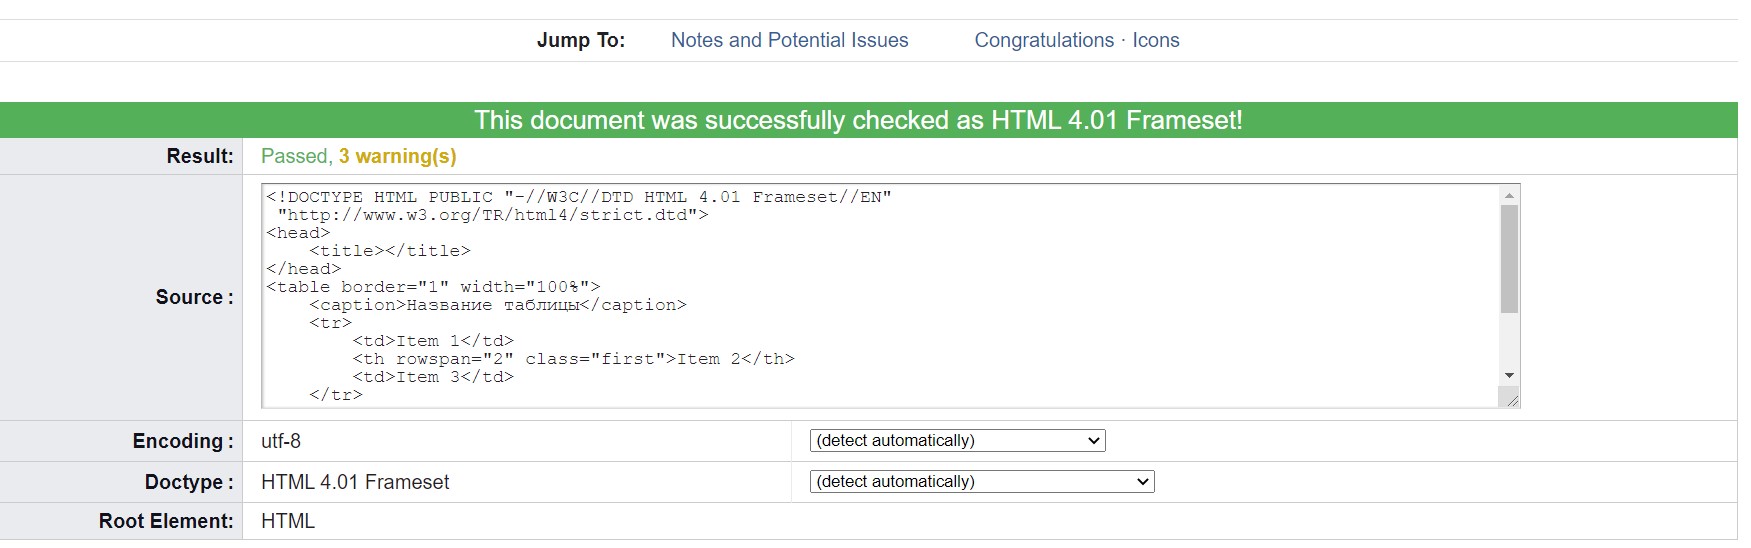 Jump To: Notes and Potential Issues Congratulations · Icons
This document was successfully checked as HTML 4.01 Frameset!
Result: Passed, 3 warning(s)
Source :
<!DOCTYPE HTML PUBLIC "-//W3C//DTD HTML 4.01 Frameset//EN"
"http://www.w3.org/TR/html4/strict.dtd">
<head>
<title></title>
</head>
<table border="1" width="100%">
<caption>Название таблицы</caption>
<tr>
<td>Item 1</td>
<th rowspan="2" class="first">Item 2</th>
<td>Item 3</td>
</tr>
Encoding : utf-8 (detect automatically)
Doctype : HTML 4.01 Frameset (detect automatically)
Root Element: HTML